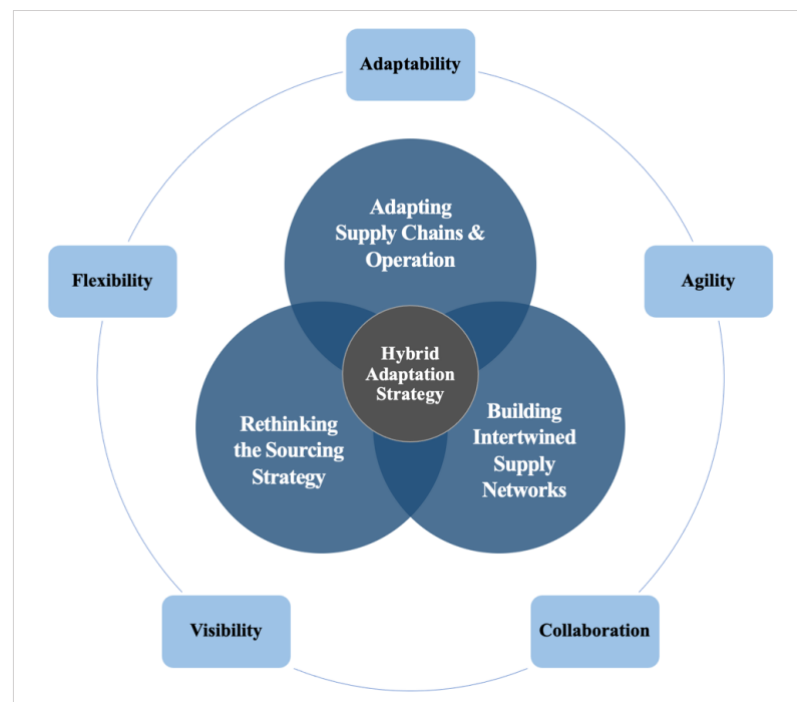 Adaptability
Adapting
Supply Chains &
Operation
Flexibility
Agility
Hybrid
Adaptation
Strategy
Rethinking
the Sourcing
Strategy
Building
Intertwined
Supply
Networks
Visibility
Collaboration